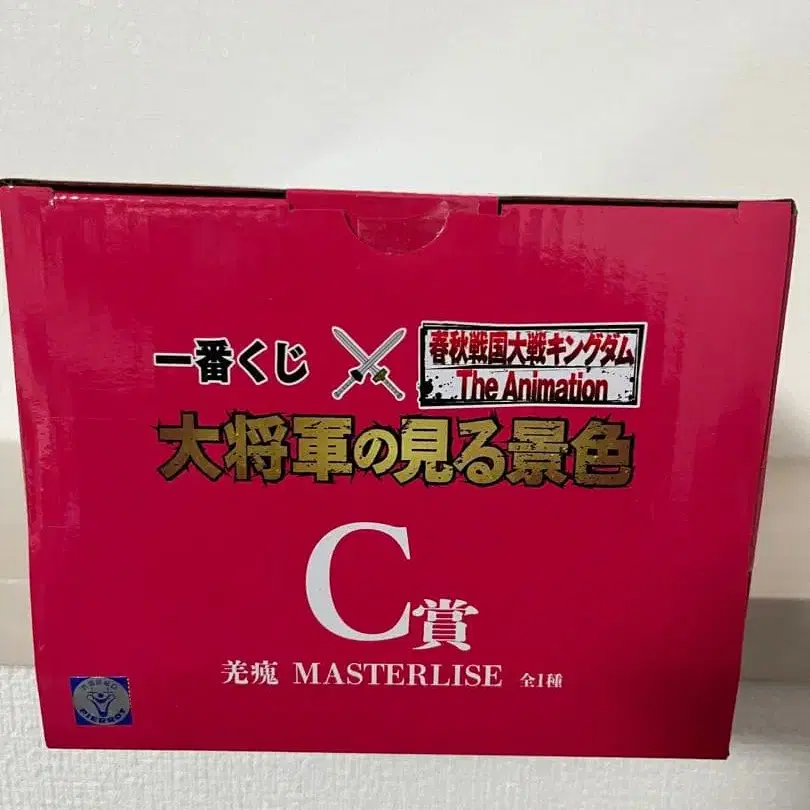 一番くじ
春秋戦国大戦キングダム
The Animation
大将軍の見る景色
C賞
羌瘣 MASTERLISE 全1種
PIERROT